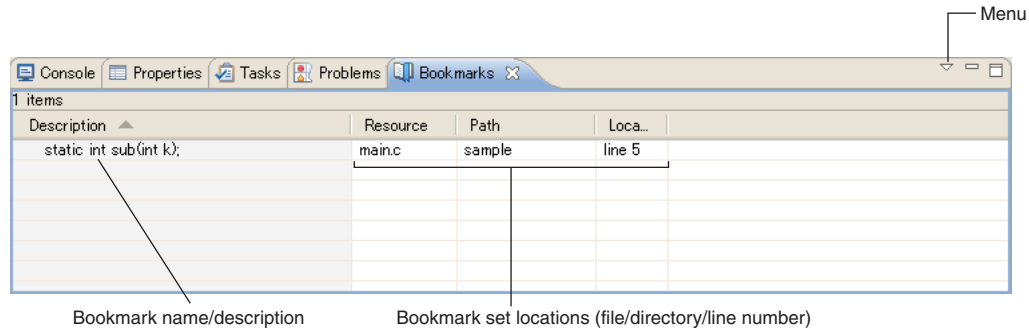 Menu
Console Properties Tasks Problems Bookmarks
1 items
Description Resource Path Loca...
static int sub(int k); main.c sample line 5
Bookmark name/description Bookmark set locations (file/directory/line number)